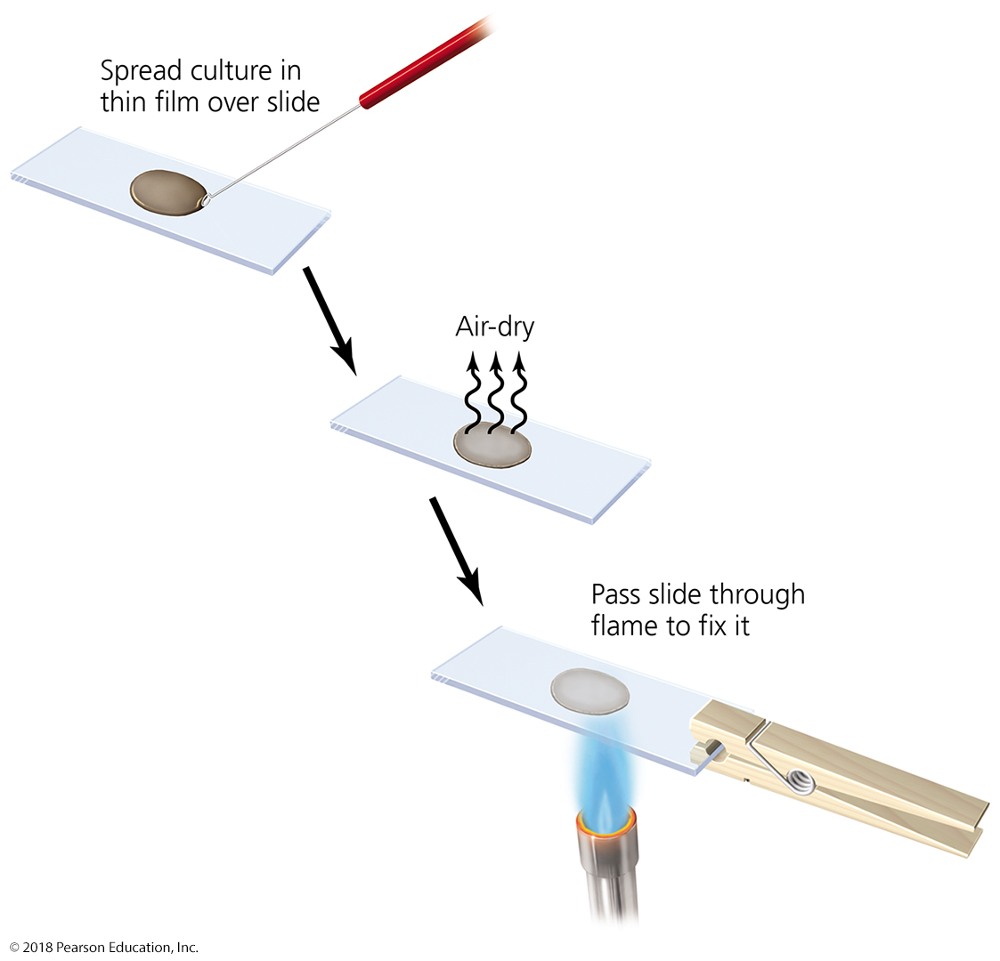 Spread culture in
thin film over slide
Air-dry
Pass slide through
flame to fix it
© 2018 Pearson Education, Inc.